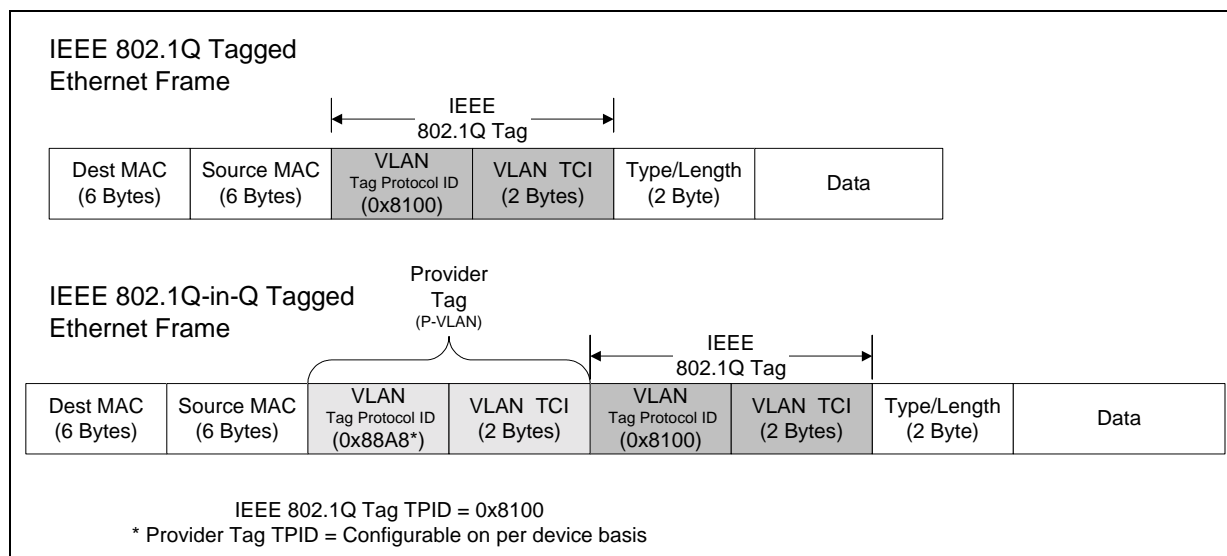 IEEE 802.1Q Tagged
Ethernet Frame
IEEE
802.1Q Tag
Dest MAC
(6 Bytes)
Source MAC
(6 Bytes)
VLAN
Tag Protocol ID
(0x8100)
VLAN TCI
(2 Bytes)
Type/Length
(2 Byte)
Data
Provider
Tag
(P-VLAN)
IEEE 802.1Q-in-Q Tagged
Ethernet Frame
IEEE
802.1Q Tag
Dest MAC
(6 Bytes)
Source MAC
(6 Bytes)
VLAN
Tag Protocol ID
(0x88A8*)
VLAN TCI
(2 Bytes)
VLAN
Tag Protocol ID
(0x8100)
VLAN TCI
(2 Bytes)
Type/Length
(2 Byte)
Data
IEEE 802.1Q Tag TPID = 0x8100
* Provider Tag TPID = Configurable on per device basis